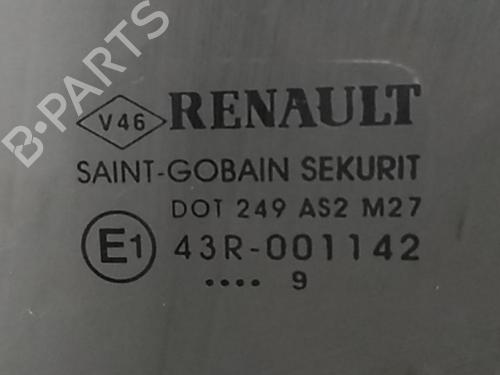 B-PARTS
V46 RENAULT
SAINT-GOBAIN SEKURIT
DOT 249 AS2 M27
E1 43R-001142
.... 9